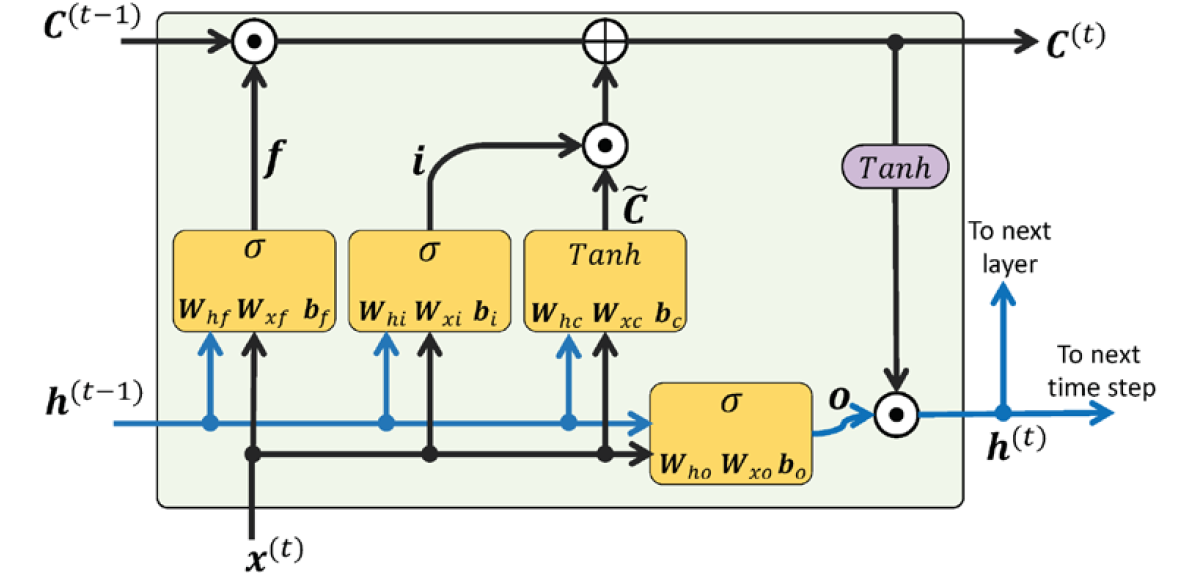 C^(t−1)
C^(t)
f
i
C̃
Tanh
σ
W_hf W_xf b_f
σ
W_hi W_xi b_i
Tanh
W_hc W_xc b_c
To next
layer
To next
time step
h^(t−1)
σ
W_ho W_xo b_o
o
h^(t)
x^(t)